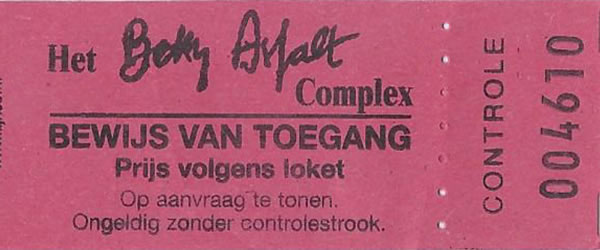 Het Betty Asfalt
Complex
BEWIJS VAN TOEGANG
Prijs volgens loket
Op aanvraag te tonen.
Ongeldig zonder controlestrook.
CONTROLE
004610